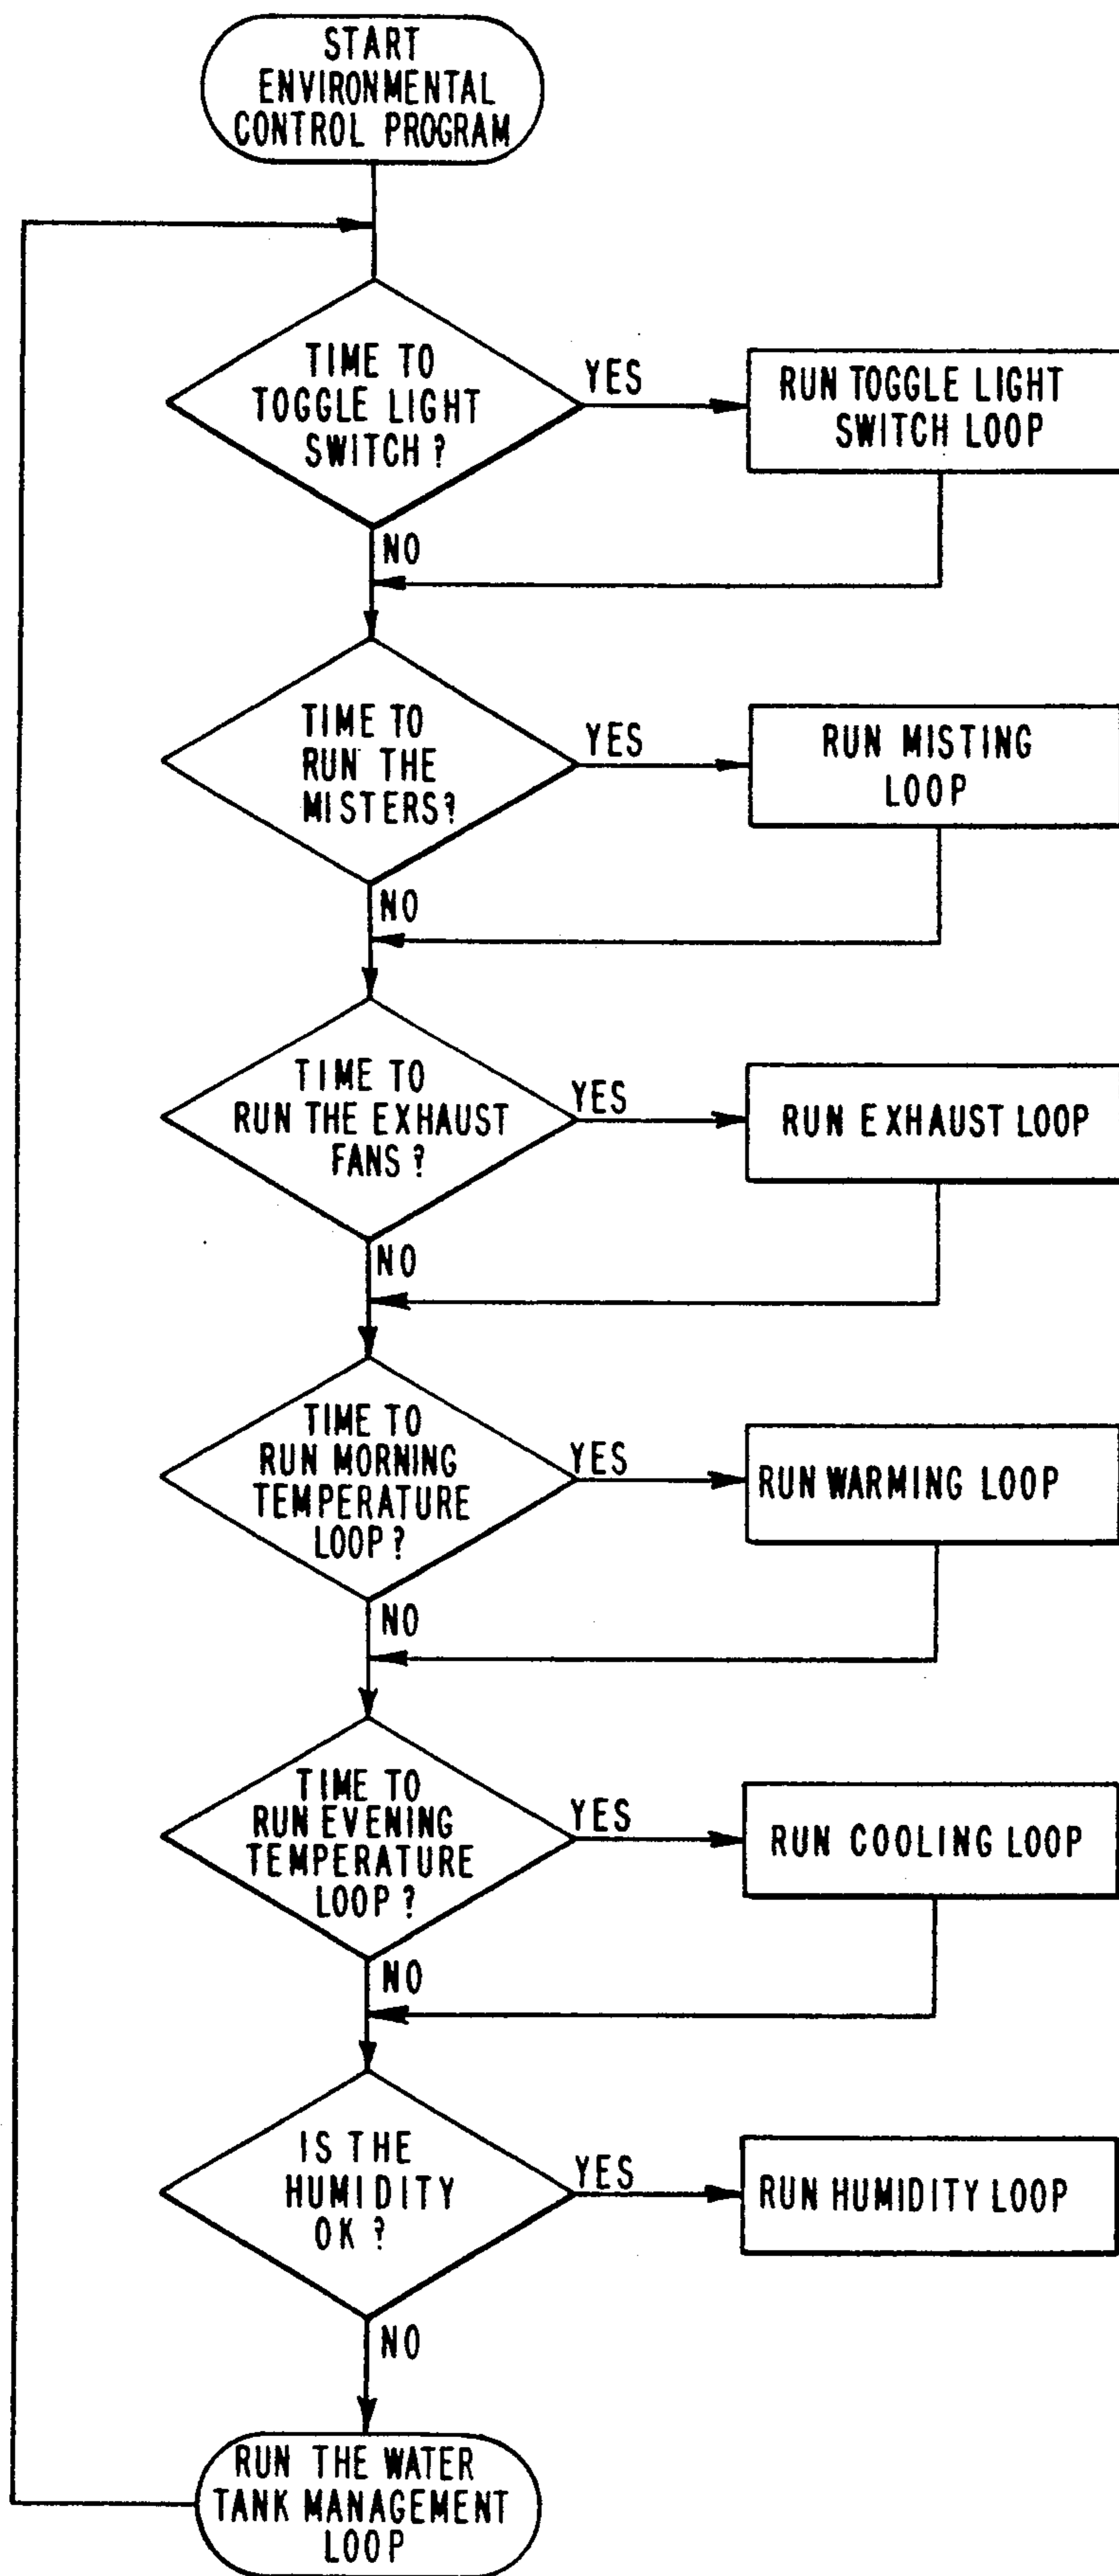 START
ENVIRONMENTAL
CONTROL PROGRAM
TIME TO
TOGGLE LIGHT
SWITCH?
YES
RUN TOGGLE LIGHT
SWITCH LOOP
NO
TIME TO
RUN THE
MISTERS?
YES
RUN MISTING
LOOP
NO
TIME TO
RUN THE EXHAUST
FANS?
YES
RUN EXHAUST LOOP
NO
TIME TO
RUN MORNING
TEMPERATURE
LOOP?
YES
RUN WARMING LOOP
NO
TIME TO
RUN EVENING
TEMPERATURE
LOOP?
YES
RUN COOLING LOOP
NO
IS THE
HUMIDITY
OK?
YES
RUN HUMIDITY LOOP
NO
RUN THE WATER
TANK MANAGEMENT
LOOP